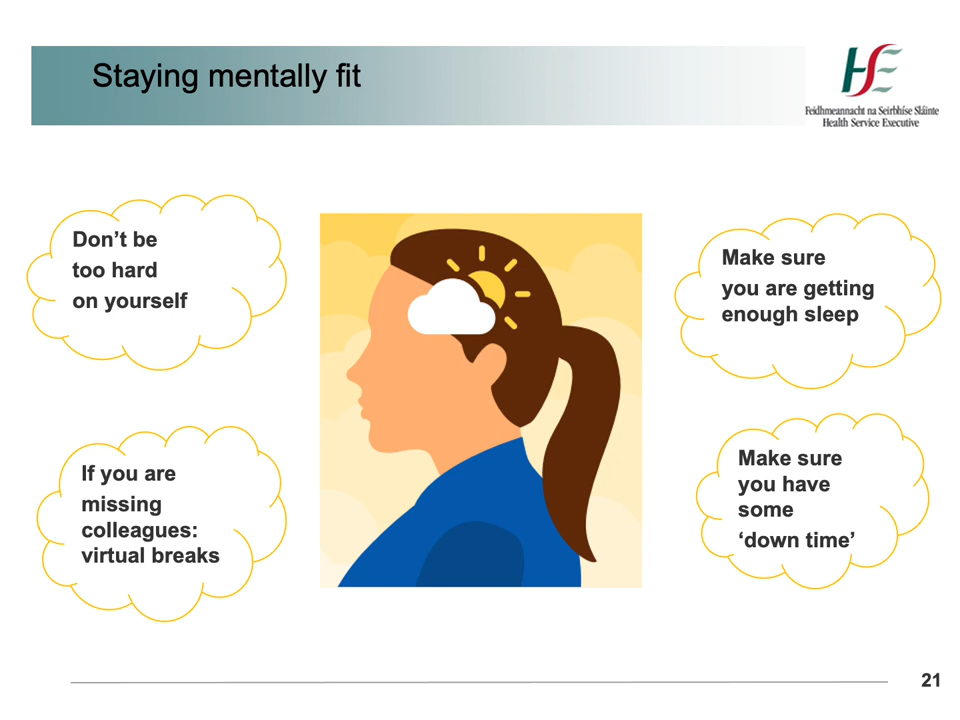 Staying mentally fit
Feidhmeannacht na Seirbhíse Sláinte
Health Service Executive
Don’t be
too hard
on yourself
Make sure
you are getting
enough sleep
If you are
missing
colleagues:
virtual breaks
Make sure
you have
some
‘down time’
21